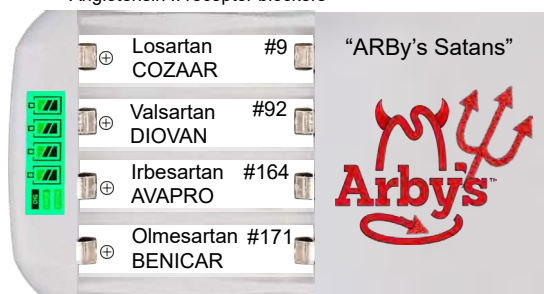 Angiotensin II receptor blockers
Losartan #9
COZAAR
Valsartan #92
DIOVAN
Irbesartan #164
AVAPRO
Olmesartan #171
BENICAR
“ARBy’s Satans”
Arby's™